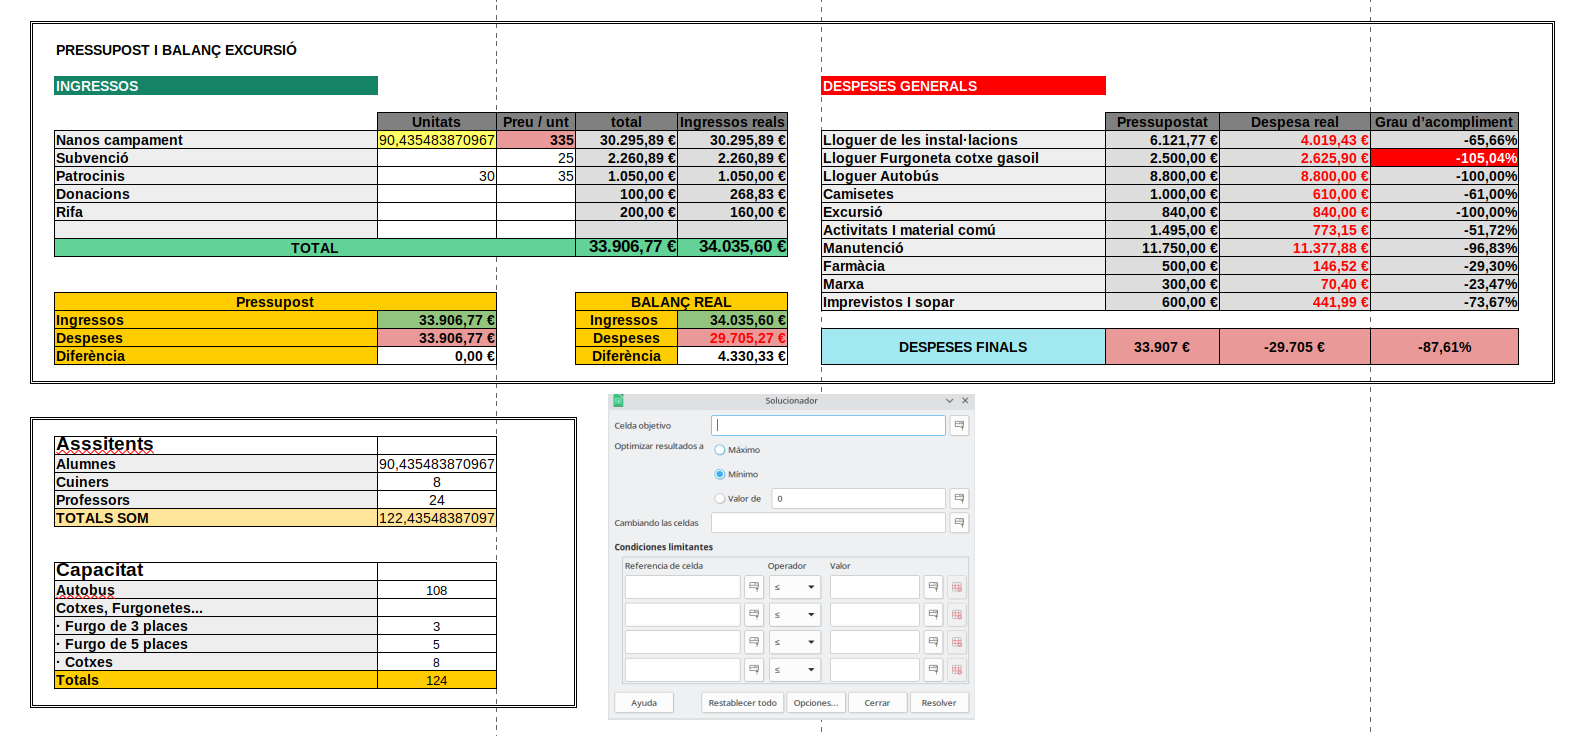 PRESSUPOST I BALANÇ EXCURSIÓ
INGRESSOS
Unitats Preu / unt total Ingressos reals
Nanos campament 90,435483870967 335 30.295,89 € 30.295,89 €
Subvenció 25 2.260,89 € 2.260,89 €
Patrocinis 30 35 1.050,00 € 1.050,00 €
Donacions 100,00 € 268,83 €
Rifa 200,00 € 160,00 €
TOTAL 33.906,77 € 34.035,60 €
Pressupost
Ingressos 33.906,77 €
Despeses 33.906,77 €
Diferència 0,00 €
BALANÇ REAL
Ingressos 34.035,60 €
Despeses 29.705,27 €
Diferència 4.330,33 €
DESPESES GENERALS
Pressupostat Despesa real Grau d’acompliment
Lloguer de les instal·lacions 6.121,77 € 4.019,43 € -65,66%
Lloguer Furgoneta cotxe gasoil 2.500,00 € 2.625,90 € -105,04%
Lloguer Autobús 8.800,00 € 8.800,00 € -100,00%
Camisetes 1.000,00 € 610,00 € -61,00%
Excursió 840,00 € 840,00 € -100,00%
Activitats I material comú 1.495,00 € 773,15 € -51,72%
Manutenció 11.750,00 € 11.377,88 € -96,83%
Farmàcia 500,00 € 146,52 € -29,30%
Marxa 300,00 € 70,40 € -23,47%
Imprevistos I sopar 600,00 € 441,99 € -73,67%
DESPESES FINALS 33.907 € -29.705 € -87,61%
Asssitents
Alumnes 90,435483870967
Cuiners 8
Professors 24
TOTALS SOM 122,43548387097
Capacitat
Autobus 108
Cotxes, Furgonetes...
· Furgo de 3 places 3
· Furgo de 5 places 5
· Cotxes 8
Totals 124
Solucionador
Celda objetivo
Optimizar resultados a Máximo
Mínimo
Valor de 0
Cambiando las celdas
Condiciones limitantes
Referencia de celda Operador Valor
≤
≤
≤
≤
Ayuda Restablecer todo Opciones... Cerrar Resolver